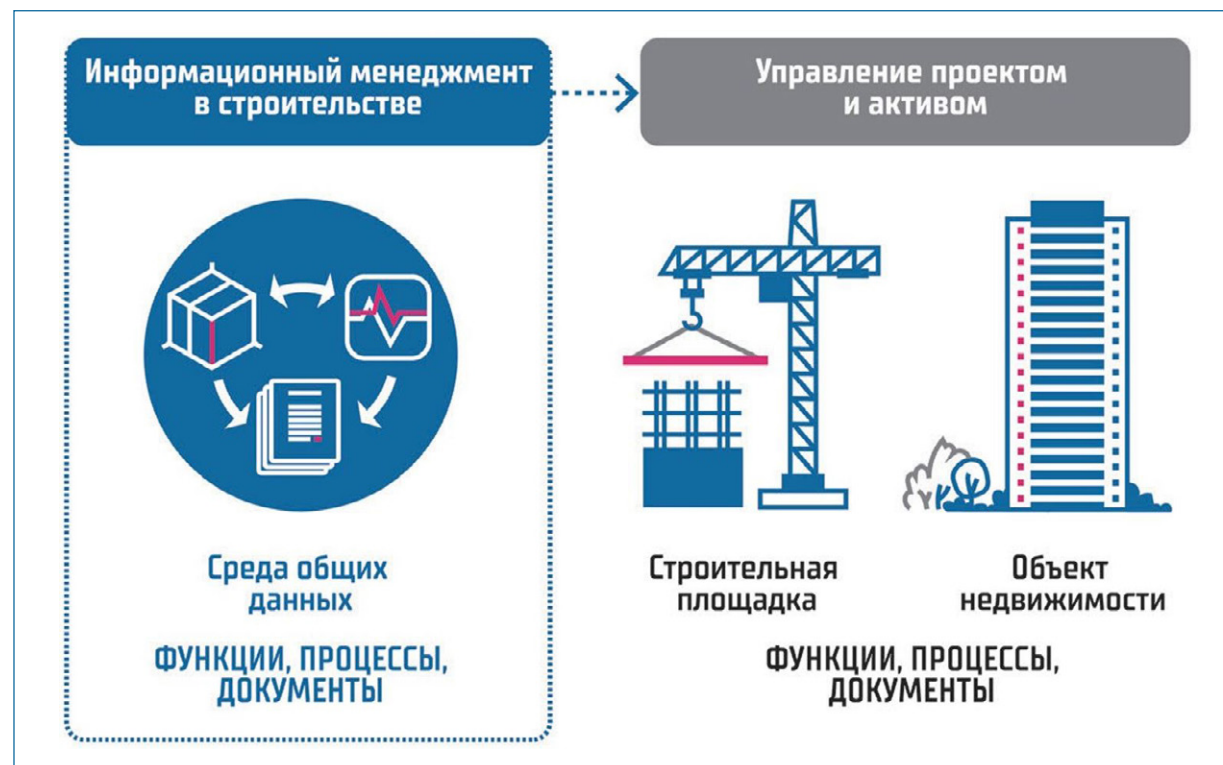 Информационный менеджмент
в строительстве
Управление проектом
и активом
Среда общих
данных
ФУНКЦИИ, ПРОЦЕССЫ,
ДОКУМЕНТЫ
Строительная
площадка
Объект
недвижимости
ФУНКЦИИ, ПРОЦЕССЫ,
ДОКУМЕНТЫ